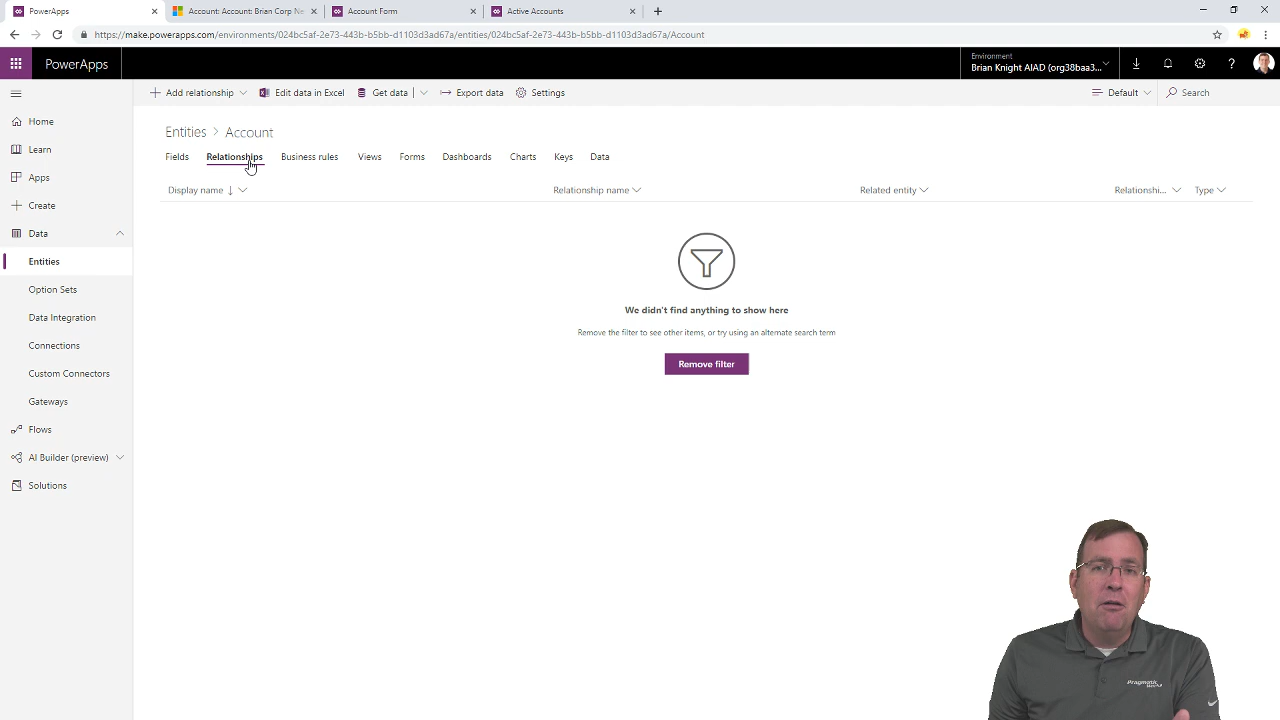 PowerApps
Account: Account: Brian Corp Ne
Account Form
Active Accounts
https://make.powerapps.com/environments/024bc5af-2e73-443b-b5bb-d1103d3ad67a/entities/024bc5af-2e73-443b-b5bb-d1103d3ad67a/Account
PowerApps
Environment
Brian Knight AIAD (org38baa3...
Add relationship
Edit data in Excel
Get data
Export data
Settings
Default
Search
Home
Learn
Apps
Create
Data
Entities
Option Sets
Data Integration
Connections
Custom Connectors
Gateways
Flows
AI Builder (preview)
Solutions
Entities > Account
Fields
Relationships
Business rules
Views
Forms
Dashboards
Charts
Keys
Data
Display name
Relationship name
Related entity
Relationshi...
Type
We didn't find anything to show here
Remove the filter to see other items, or try using an alternate search term
Remove filter
Pragmatic